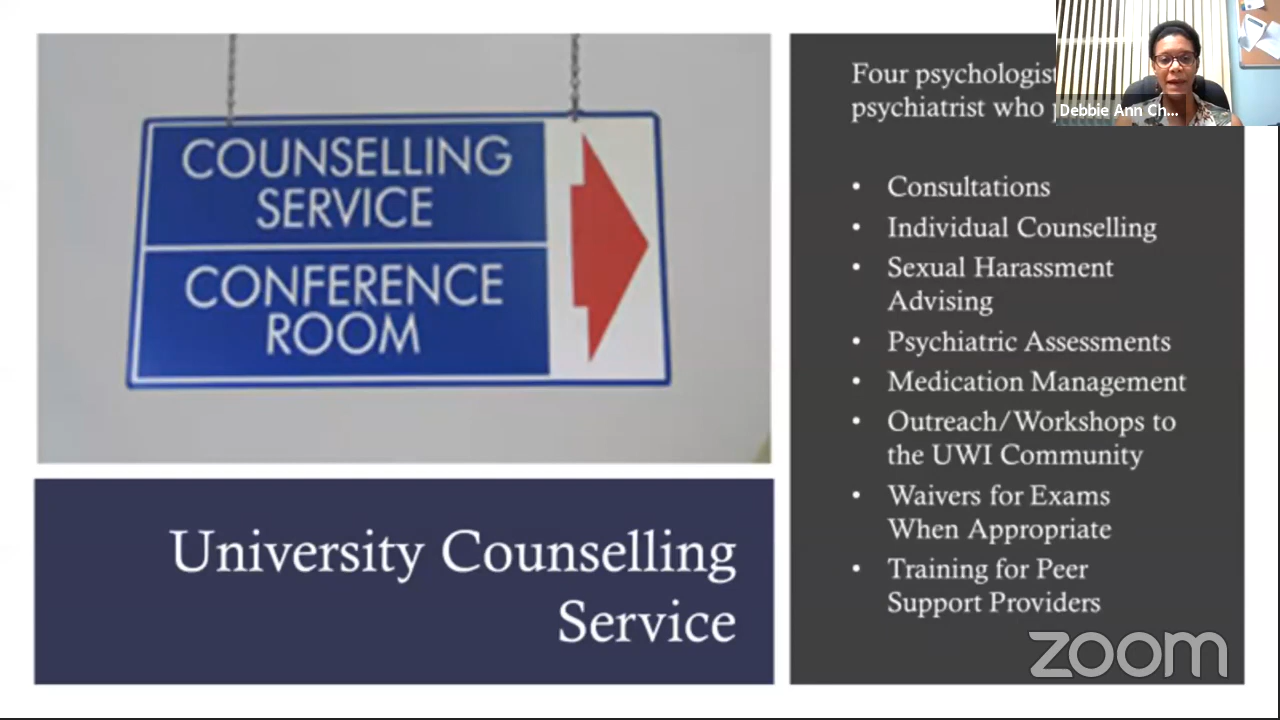 COUNSELLING
SERVICE
CONFERENCE
ROOM
University Counselling
Service
Four
psychiatrist who
• Consultations
• Individual Counselling
• Sexual Harassment
Advising
• Psychiatric Assessments
• Medication Management
• Outreach/Workshops to
the UWI Community
• Waivers for Exams
When Appropriate
• Training for Peer
Support Providers
Debbie Ann Ch...
zoom